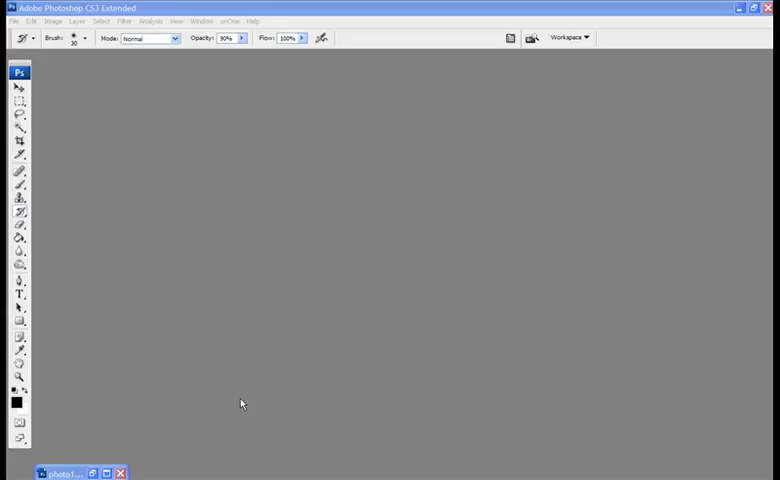 Adobe Photoshop CS3 Extended
File Edit Image Layer Select Filter Analysis View Window onOne Help
Brush: 30 Mode: Normal Opacity: 90% Flow: 100% Workspace
Ps
T
photo1...